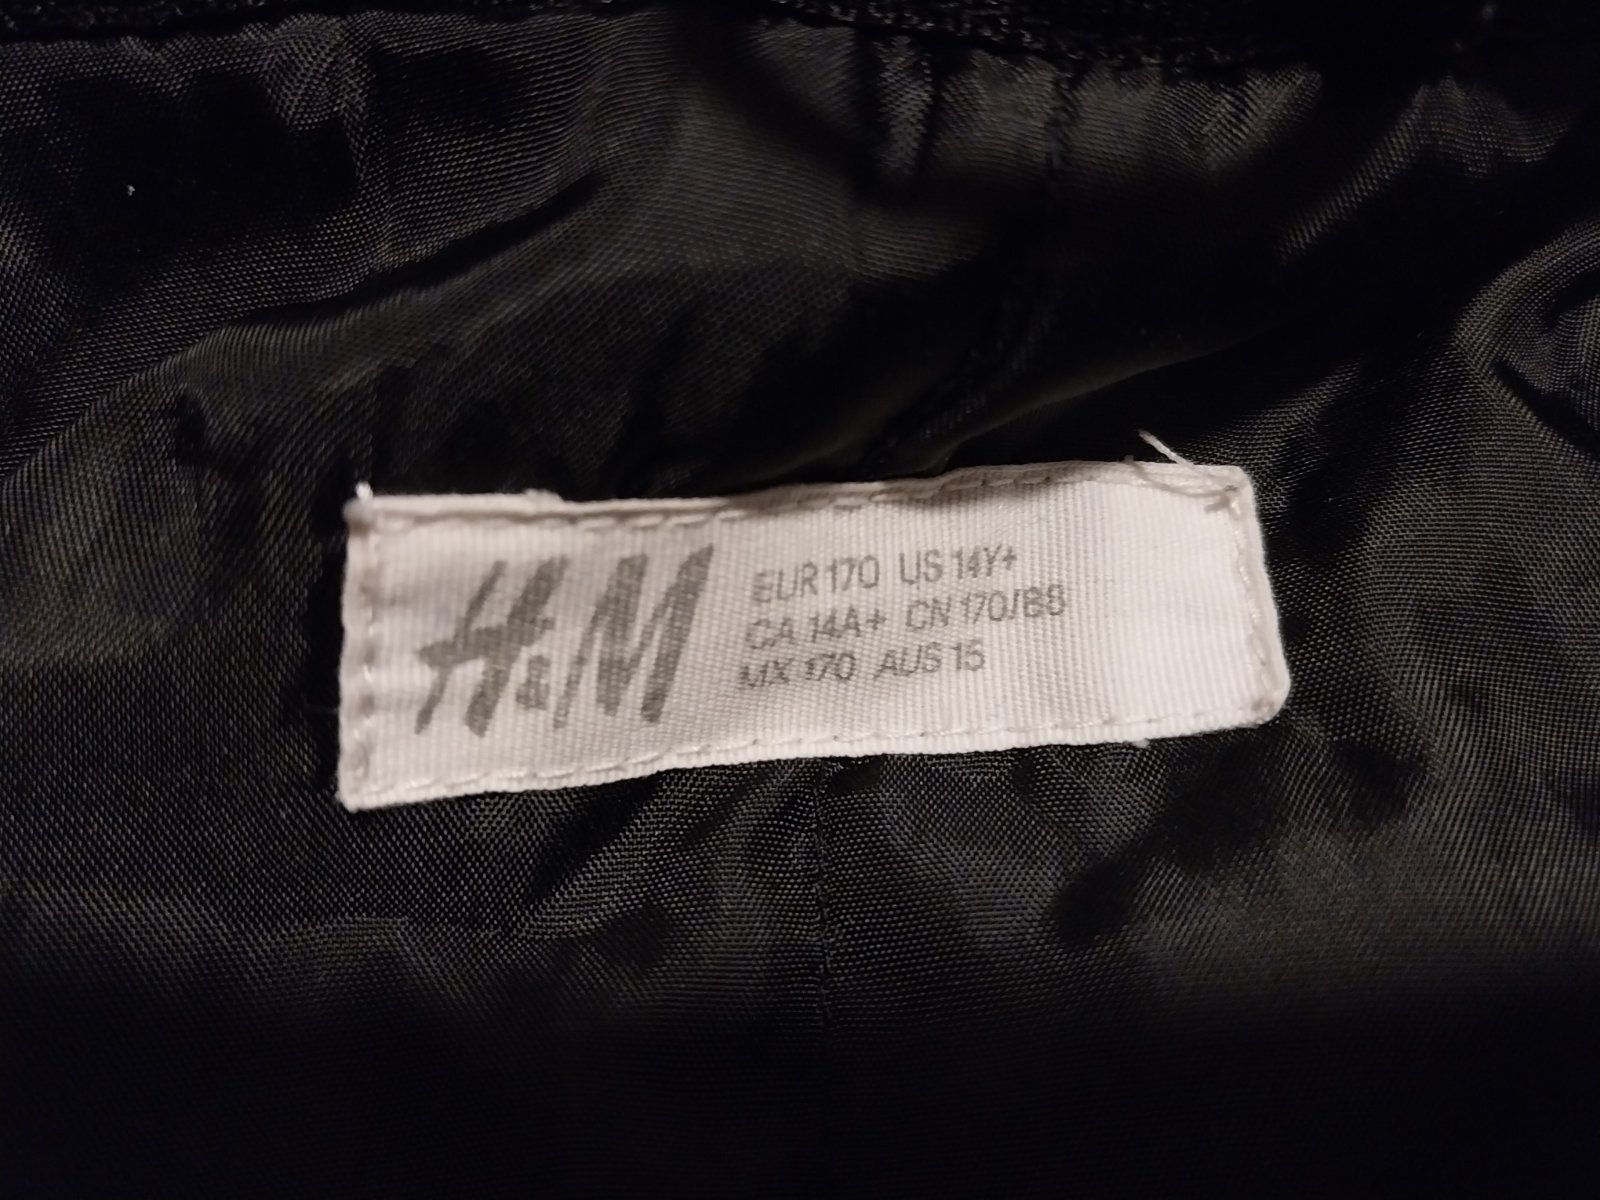 H&M
EUR 170 US 14Y+
CA 14A+ CN 170/88
MX 170 AUS 15